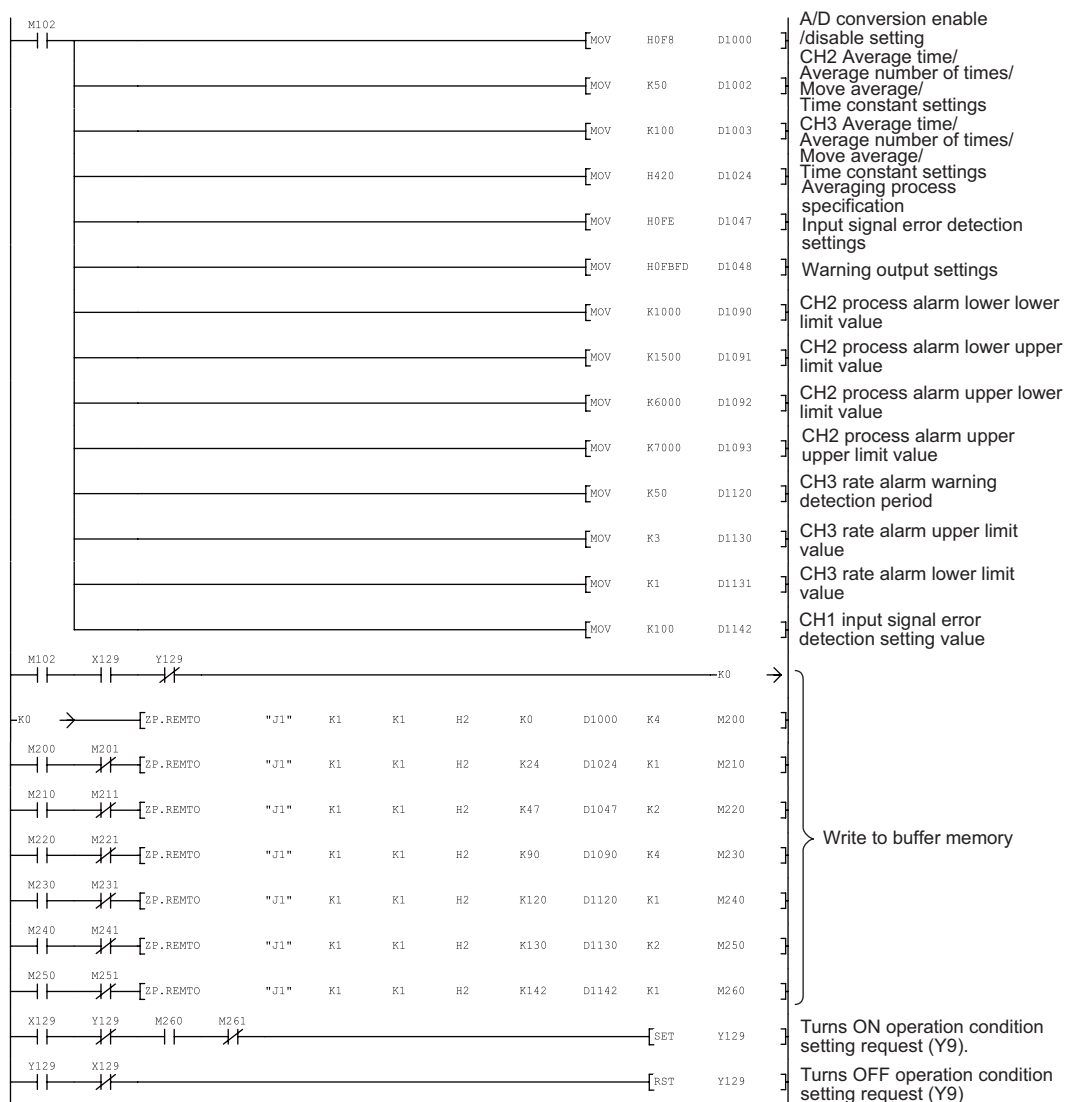 M102
MOV H0F8 D1000
A/D conversion enable
/disable setting
MOV K50 D1002
CH2 Average time/
Average number of times/
Move average/
Time constant settings
MOV K100 D1003
CH3 Average time/
Average number of times/
Move average/
Time constant settings
MOV H420 D1024
Averaging process
specification
MOV H0FE D1047
Input signal error detection
settings
MOV H0FBFD D1048
Warning output settings
MOV K1000 D1090
CH2 process alarm lower lower
limit value
MOV K1500 D1091
CH2 process alarm lower upper
limit value
MOV K6000 D1092
CH2 process alarm upper lower
limit value
MOV K7000 D1093
CH2 process alarm upper
upper limit value
MOV K50 D1120
CH3 rate alarm warning
detection period
MOV K3 D1130
CH3 rate alarm upper limit
value
MOV K1 D1131
CH3 rate alarm lower limit
value
MOV K100 D1142
CH1 input signal error
detection setting value
M102 X129 Y129
K0
K0 ZP.REMTO "J1" K1 K1 H2 K0 D1000 K4 M200
M200 M201
ZP.REMTO "J1" K1 K1 H2 K24 D1024 K1 M210
M210 M211
ZP.REMTO "J1" K1 K1 H2 K47 D1047 K2 M220
M220 M221
ZP.REMTO "J1" K1 K1 H2 K90 D1090 K4 M230
Write to buffer memory
M230 M231
ZP.REMTO "J1" K1 K1 H2 K120 D1120 K1 M240
M240 M241
ZP.REMTO "J1" K1 K1 H2 K130 D1130 K2 M250
M250 M251
ZP.REMTO "J1" K1 K1 H2 K142 D1142 K1 M260
X129 Y129 M260 M261
SET Y129
Turns ON operation condition
setting request (Y9).
Y129 X129
RST Y129
Turns OFF operation condition
setting request (Y9)